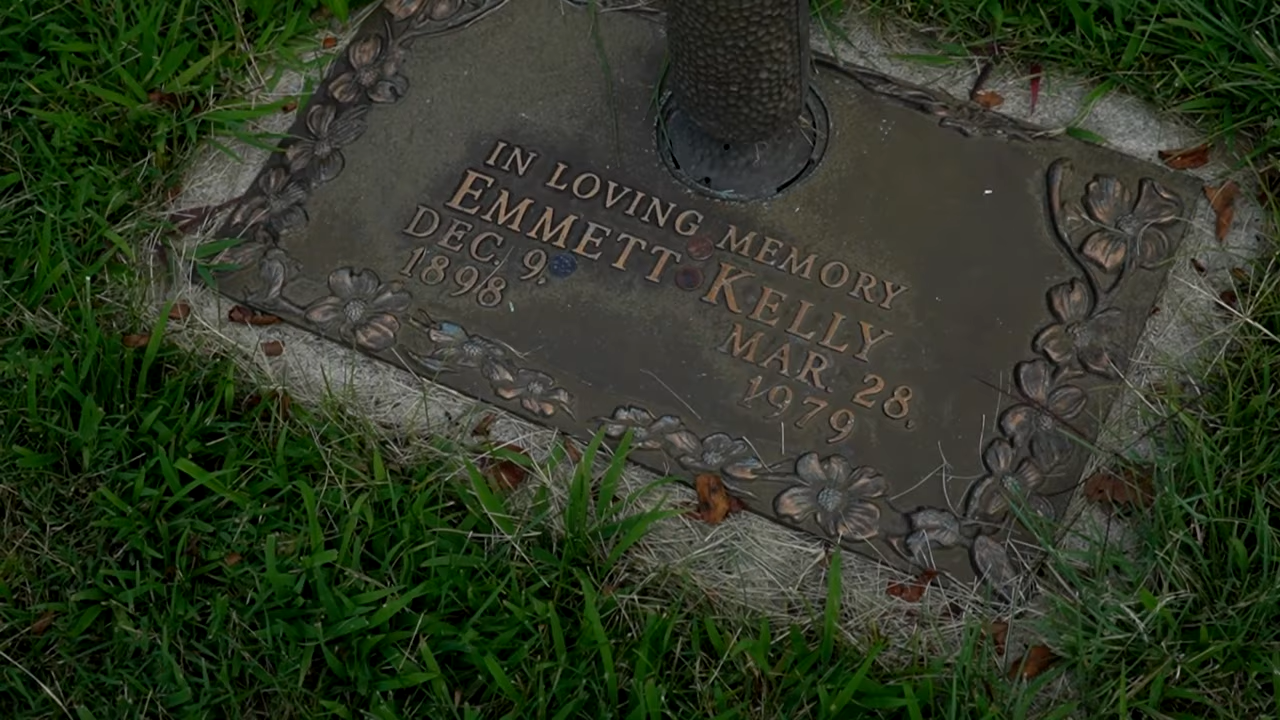 IN LOVING MEMORY
EMMETT KELLY
DEC. 9, MAR. 28,
1898 1979